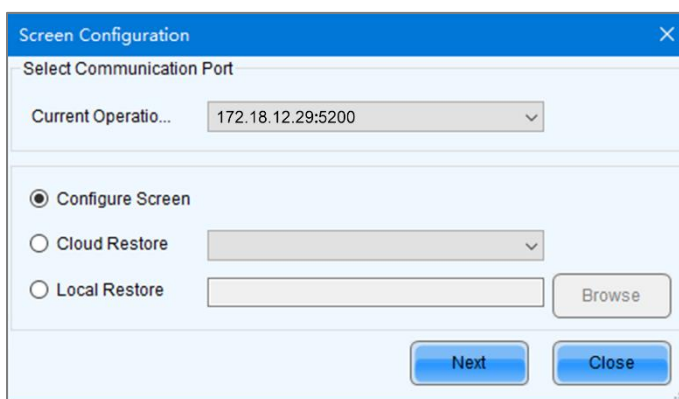 Screen Configuration
Select Communication Port
Current Operatio... 172.18.12.29:5200
Configure Screen
Cloud Restore
Local Restore Browse
Next Close